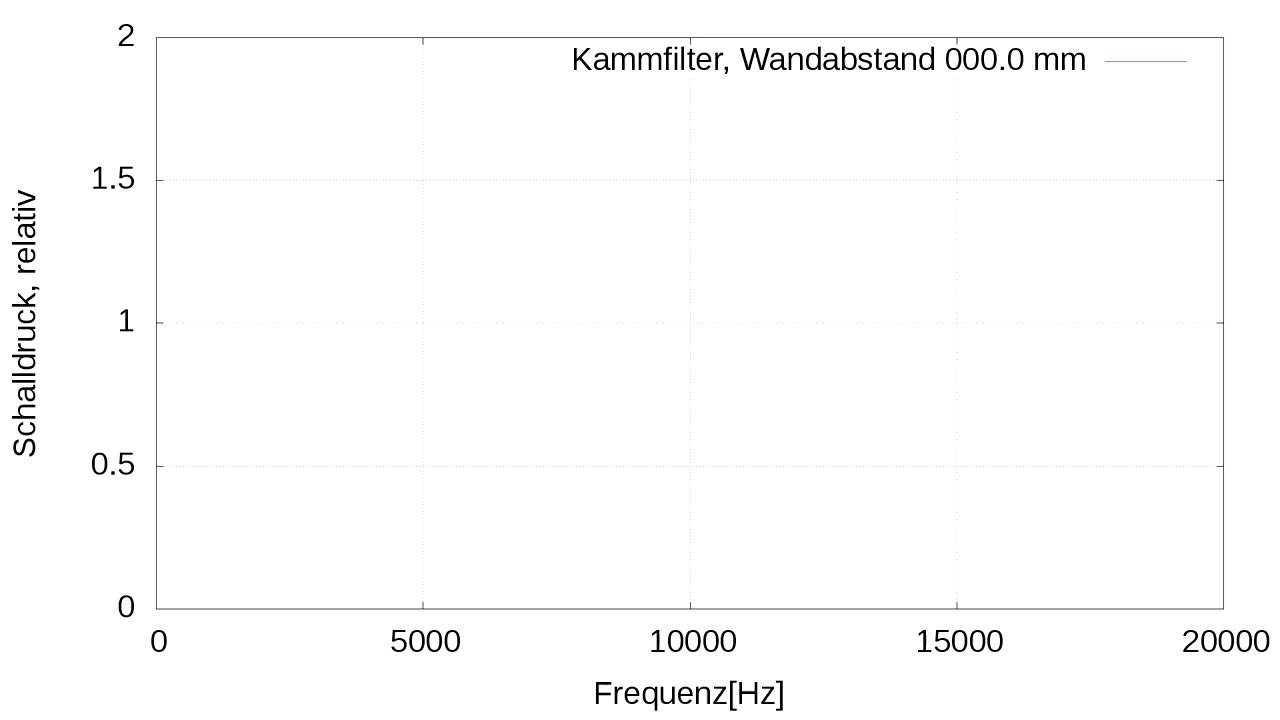 Kammfilter, Wandabstand 000.0 mm
2
1.5
1
0.5
0
Schalldruck, relativ
0 5000 10000 15000 20000
Frequenz[Hz]